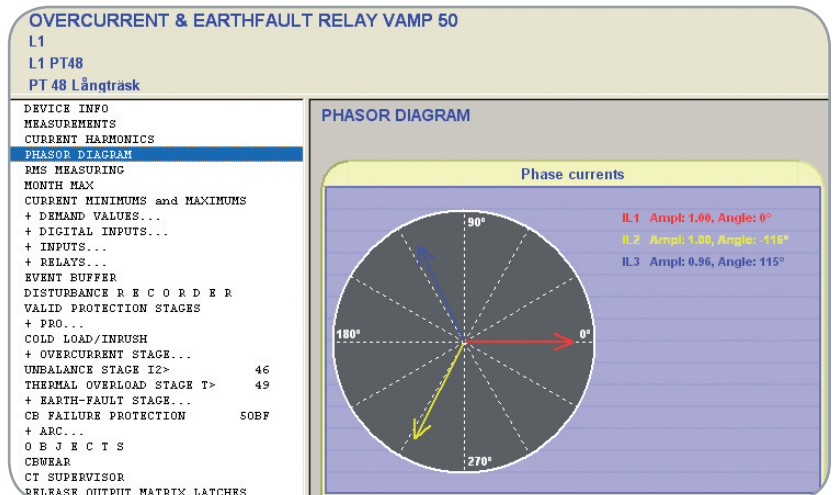 OVERCURRENT & EARTHFAULT RELAY VAMP 50
L1
L1 PT48
PT 48 Långträsk
DEVICE INFO
MEASUREMENTS
CURRENT HARMONICS
PHASOR DIAGRAM
RMS MEASURING
MONTH MAX
CURRENT MINIMUMS and MAXIMUMS
+ DEMAND VALUES...
+ DIGITAL INPUTS...
+ INPUTS...
+ RELAYS...
EVENT BUFFER
DISTURBANCE R E C O R D E R
VALID PROTECTION STAGES
+ PRO...
COLD LOAD/INRUSH
+ OVERCURRENT STAGE...
UNBALANCE STAGE I2> 46
THERMAL OVERLOAD STAGE T> 49
+ EARTH-FAULT STAGE...
CB FAILURE PROTECTION 50BF
+ ARC...
O B J E C T S
CBWEAR
CT SUPERVISOR
RELEASE OUTPUT MATRIX LATCHES
PHASOR DIAGRAM
Phase currents
90°
180°
0°
270°
IL1 Ampl: 1.00, Angle: 0°
IL2 Ampl: 1.00, Angle: -116°
IL3 Ampl: 0.96, Angle: 115°